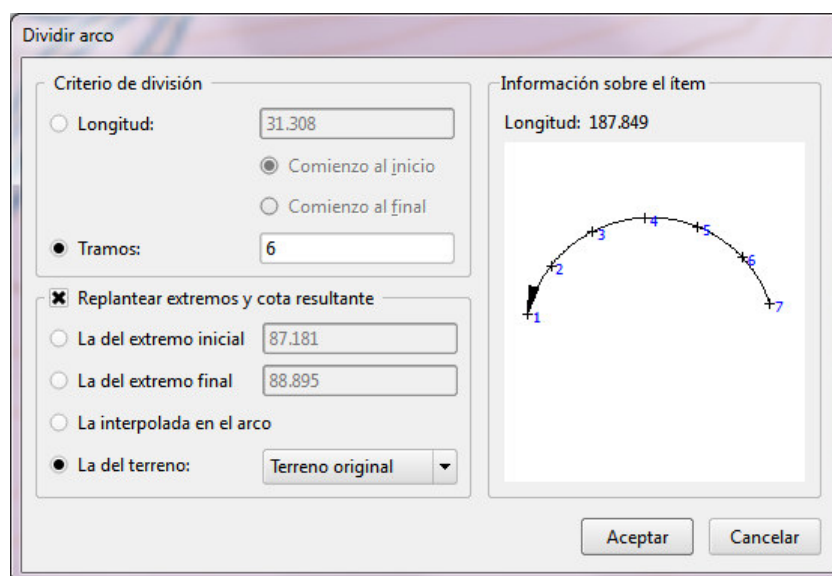 Dividir arco
Criterio de división
Longitud: 31.308
Comienzo al inicio
Comienzo al final
Tramos: 6
Replantear extremos y cota resultante
La del extremo inicial 87.181
La del extremo final 88.895
La interpolada en el arco
La del terreno: Terreno original
Información sobre el ítem
Longitud: 187.849
1
2
3
4
5
6
7
Aceptar Cancelar